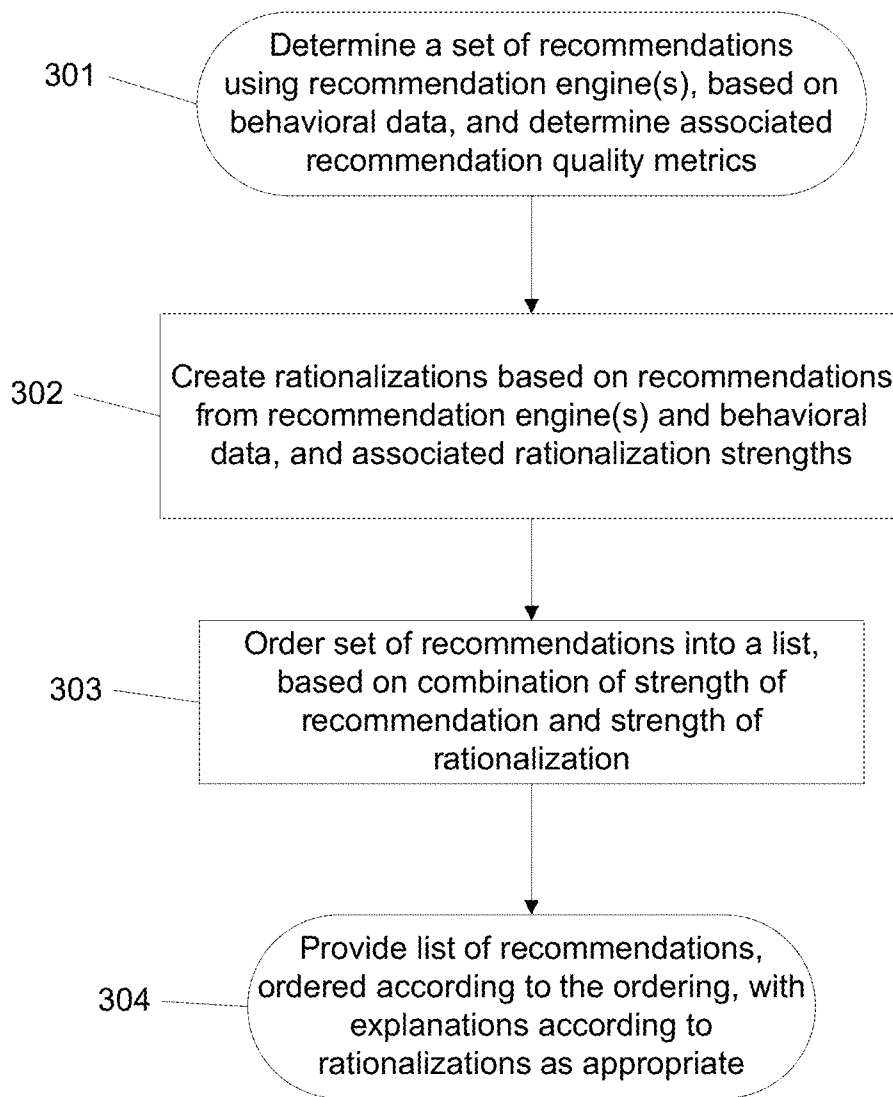 301
Determine a set of recommendations
using recommendation engine(s), based on
behavioral data, and determine associated
recommendation quality metrics
302
Create rationalizations based on recommendations
from recommendation engine(s) and behavioral
data, and associated rationalization strengths
303
Order set of recommendations into a list,
based on combination of strength of
recommendation and strength of
rationalization
304
Provide list of recommendations,
ordered according to the ordering, with
explanations according to
rationalizations as appropriate